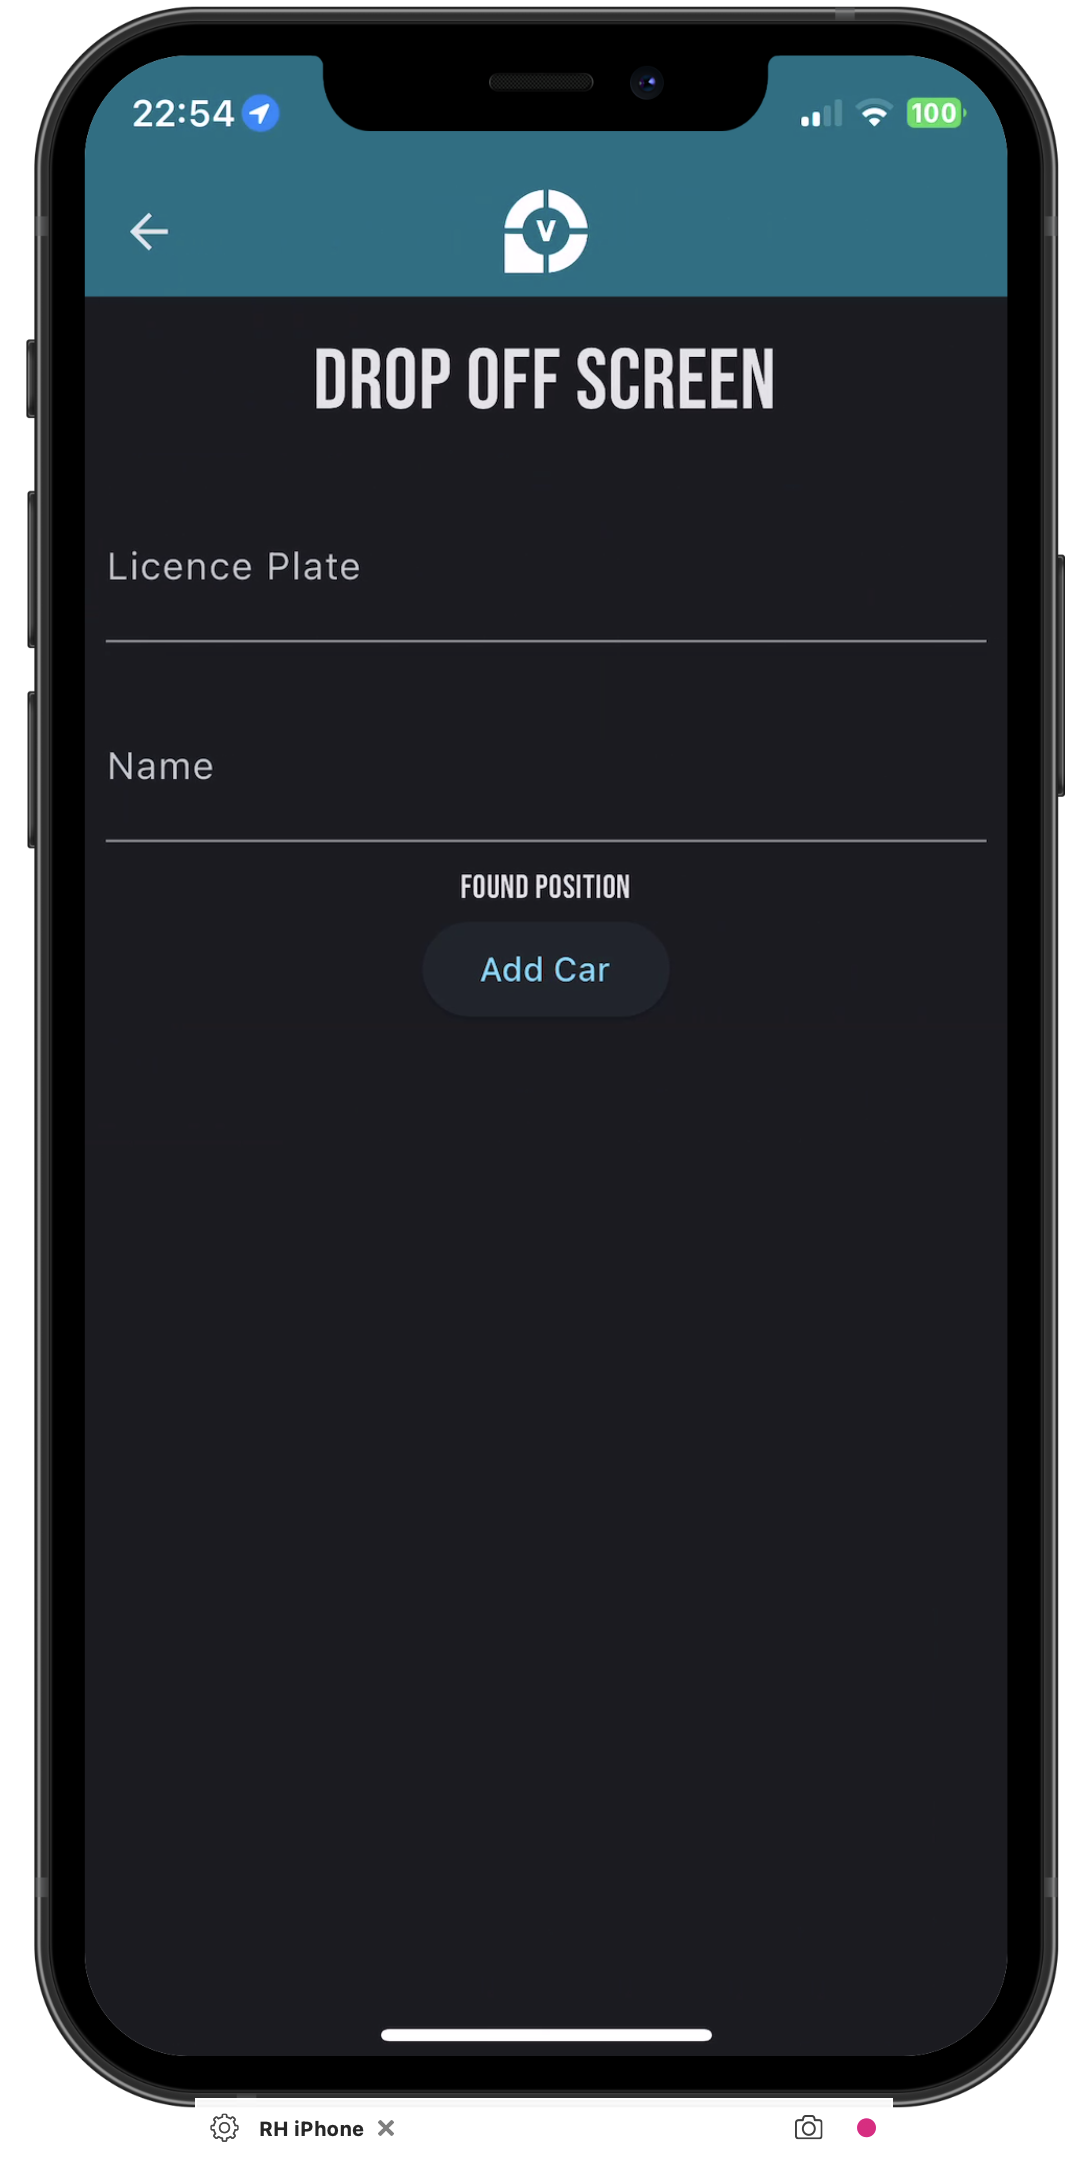 22:54
100
V
DROP OFF SCREEN
Licence Plate
Name
FOUND POSITION
Add Car
RH iPhone